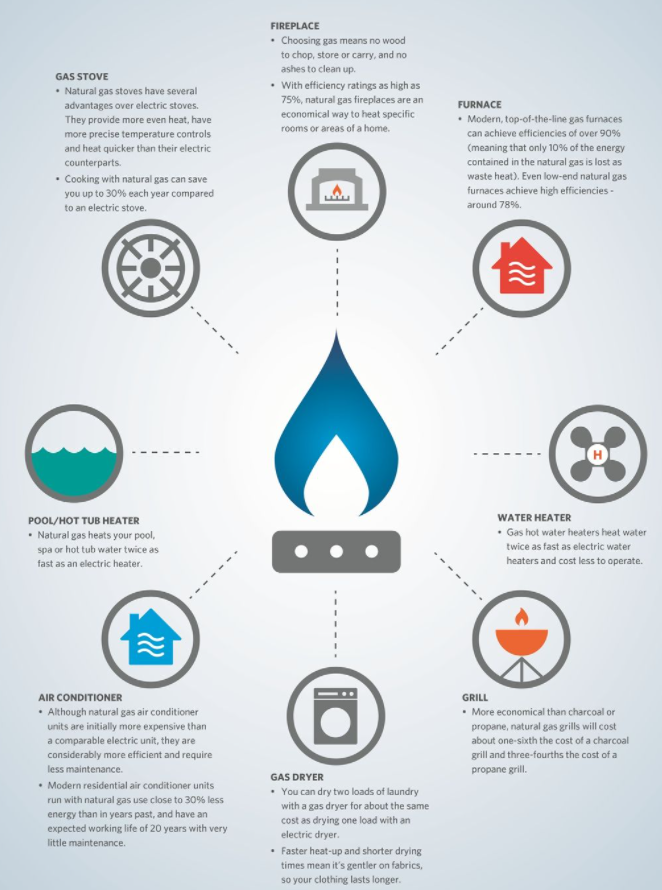 FIREPLACE
• Choosing gas means no wood
to chop, store or carry, and no
ashes to clean up.
• With efficiency ratings as high as
75%, natural gas fireplaces are an
economical way to heat specific
rooms or areas of a home.
GAS STOVE
• Natural gas stoves have several
advantages over electric stoves.
They provide more even heat, have
more precise temperature controls
and heat quicker than their electric
counterparts.
• Cooking with natural gas can save
you up to 30% each year compared
to an electric stove.
FURNACE
• Modern, top-of-the-line gas furnaces
can achieve efficiencies of over 90%
(meaning that only 10% of the energy
contained in the natural gas is lost as
waste heat). Even low-end natural gas
furnaces achieve high efficiencies -
around 78%.
H
POOL/HOT TUB HEATER
• Natural gas heats your pool,
spa or hot tub water twice as
fast as an electric heater.
WATER HEATER
• Gas hot water heaters heat water
twice as fast as electric water
heaters and cost less to operate.
AIR CONDITIONER
• Although natural gas air conditioner
units are initially more expensive than
a comparable electric unit, they are
considerably more efficient and require
less maintenance.
• Modern residential air conditioner units
run with natural gas use close to 30% less
energy than in years past, and have an
expected working life of 20 years with very
little maintenance.
GRILL
• More economical than charcoal or
propane, natural gas grills will cost
about one-sixth the cost of a charcoal
grill and three-fourths the cost of a
propane grill.
GAS DRYER
• You can dry two loads of laundry
with a gas dryer for about the same
cost as drying one load with an
electric dryer.
• Faster heat-up and shorter drying
times mean it's gentler on fabrics,
so your clothing lasts longer.